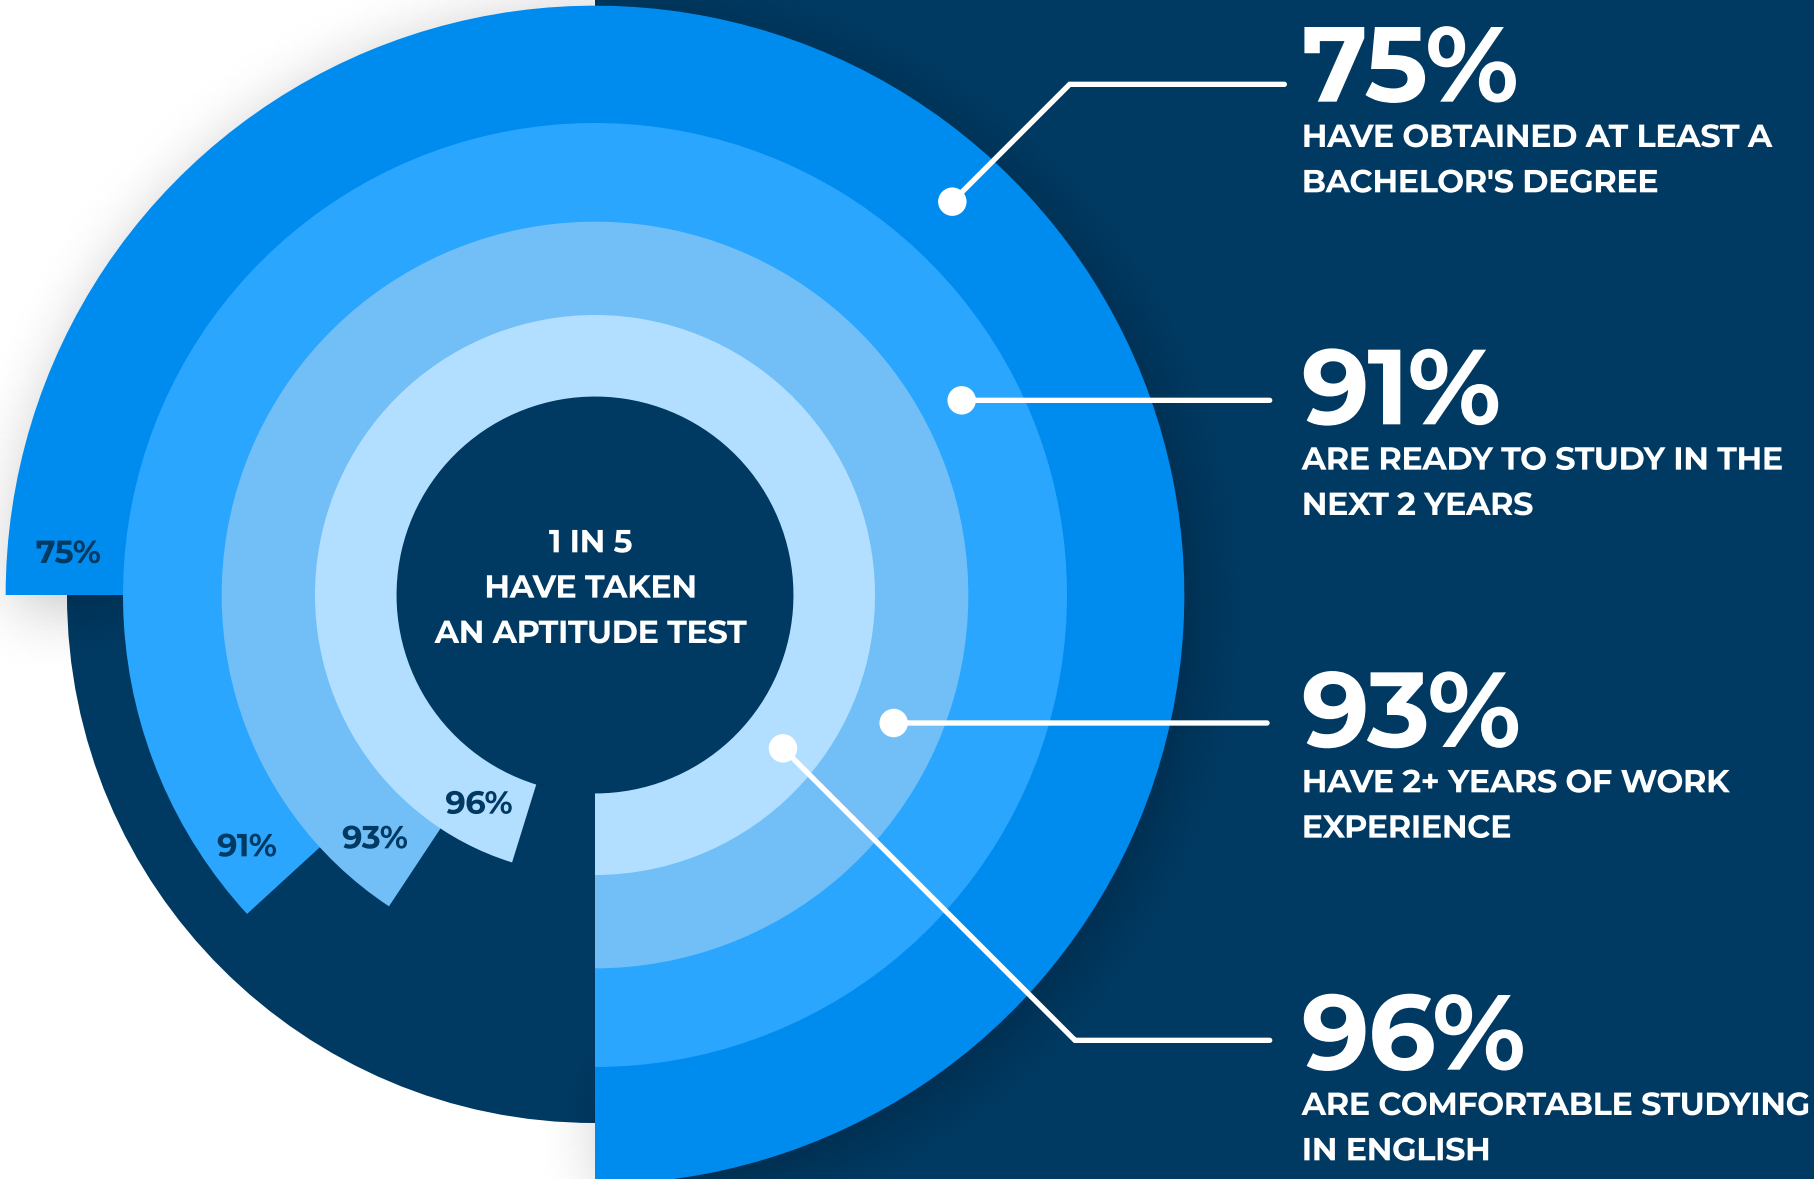 75%
HAVE OBTAINED AT LEAST A
BACHELOR'S DEGREE
91%
ARE READY TO STUDY IN THE
NEXT 2 YEARS
93%
HAVE 2+ YEARS OF WORK
EXPERIENCE
96%
ARE COMFORTABLE STUDYING
IN ENGLISH
1 IN 5
HAVE TAKEN
AN APTITUDE TEST
75%
91%
93%
96%